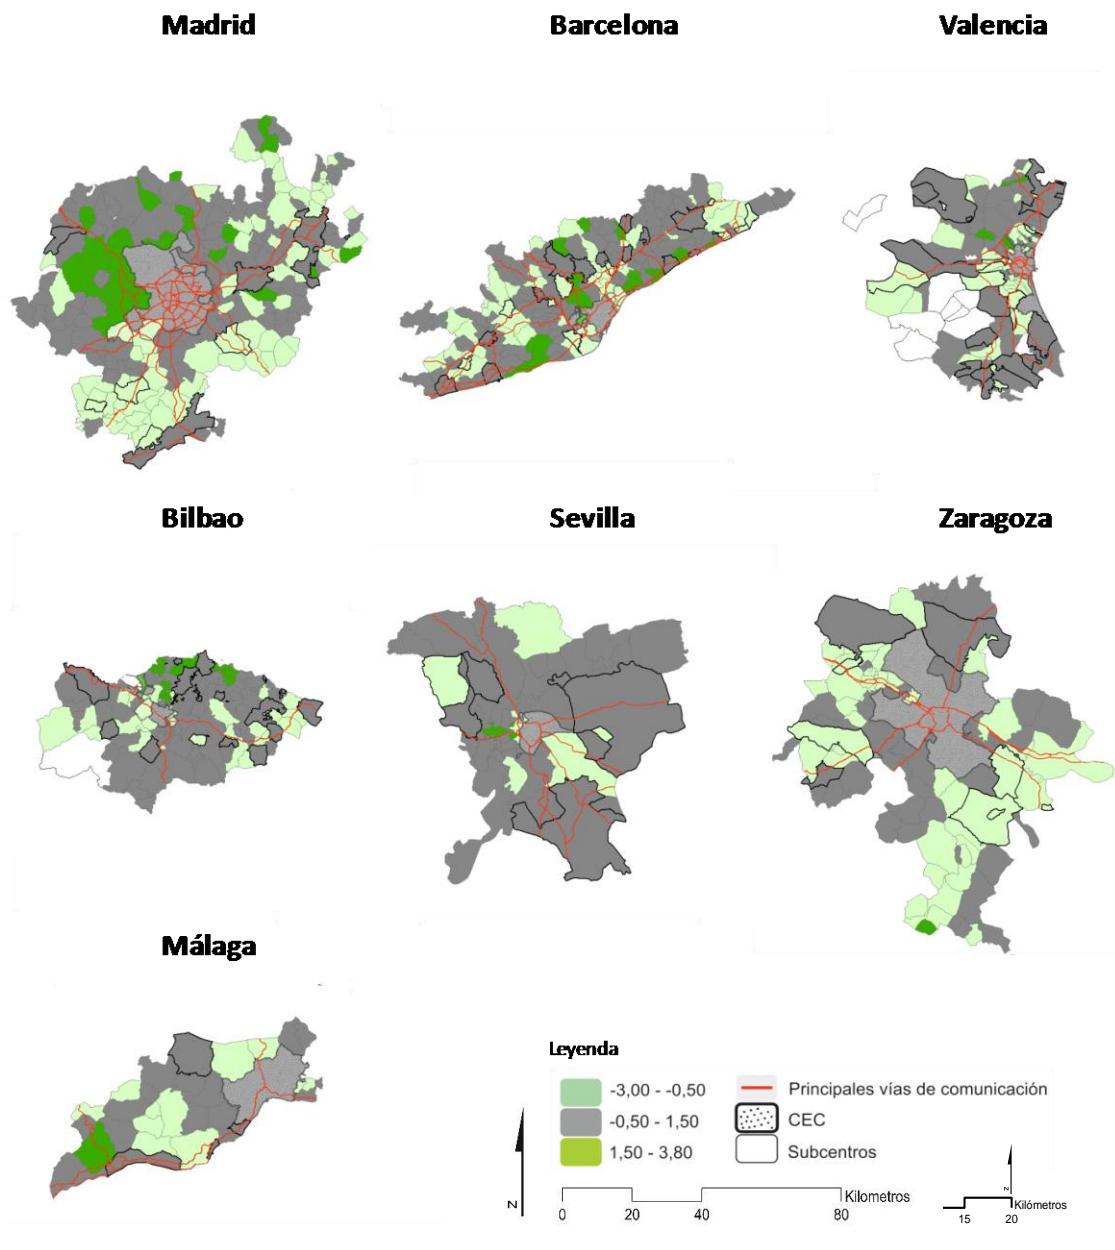 Madrid
Barcelona
Valencia
Bilbao
Sevilla
Zaragoza
Málaga
Leyenda
-3,00 - -0,50
-0,50 - 1,50
1,50 - 3,80
Principales vías de comunicación
CEC
Subcentros
N
0 20 40 80 Kilometros
N
15 20 Kilómetros